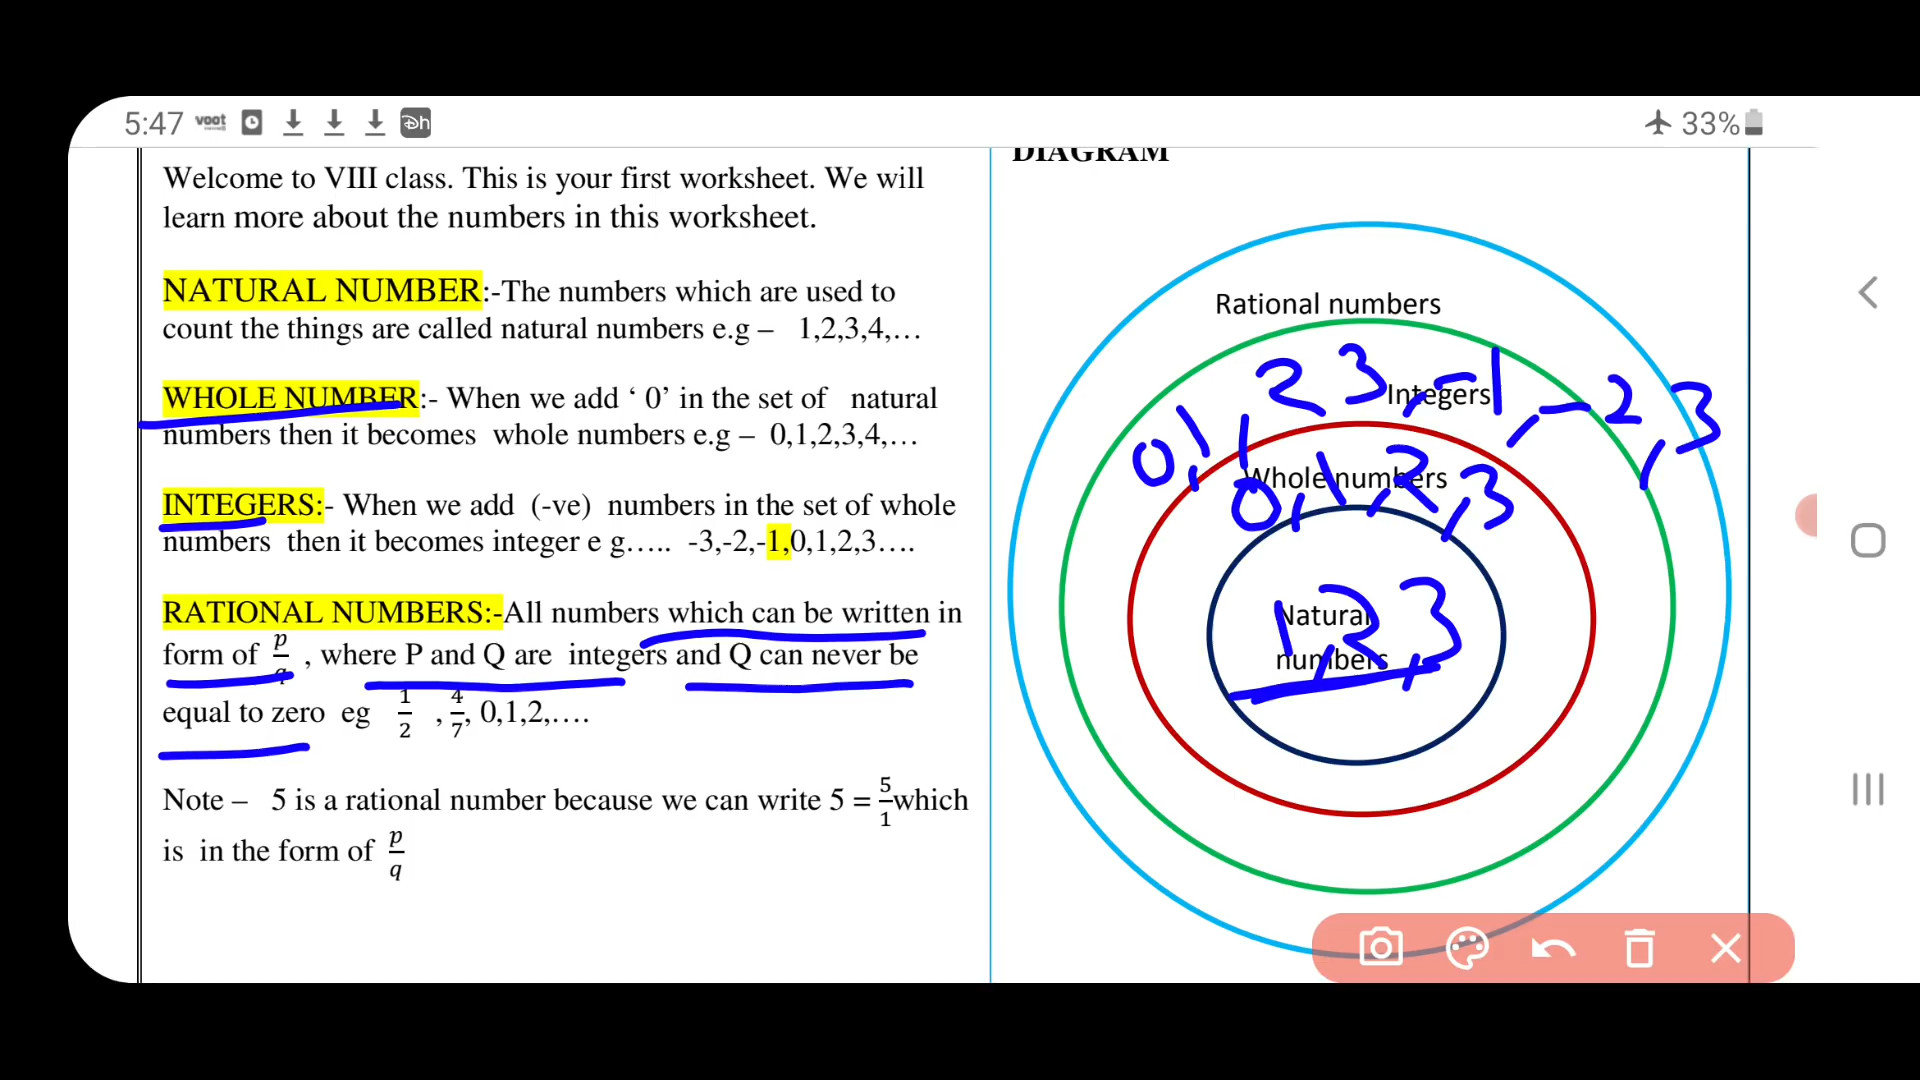 5:47 voot Dh 33%
Welcome to VIII class. This is your first worksheet. We will
learn more about the numbers in this worksheet.
NATURAL NUMBER:-The numbers which are used to
count the things are called natural numbers e.g – 1,2,3,4,…
WHOLE NUMBER:- When we add ‘ 0’ in the set of natural
numbers then it becomes whole numbers e.g – 0,1,2,3,4,…
INTEGERS:- When we add (-ve) numbers in the set of whole
numbers then it becomes integer e g….. -3,-2,-1,0,1,2,3….
RATIONAL NUMBERS:-All numbers which can be written in
form of p/q , where P and Q are integers and Q can never be
equal to zero eg 1/2 , 4/7, 0,1,2,….
Note – 5 is a rational number because we can write 5 = 5/1which
is in the form of p/q
DIAGRAM
Rational numbers
Integers
0,1,2 3,-1,-2,3
Whole numbers
0,1,2,3
Natural
numbers
1,2,3